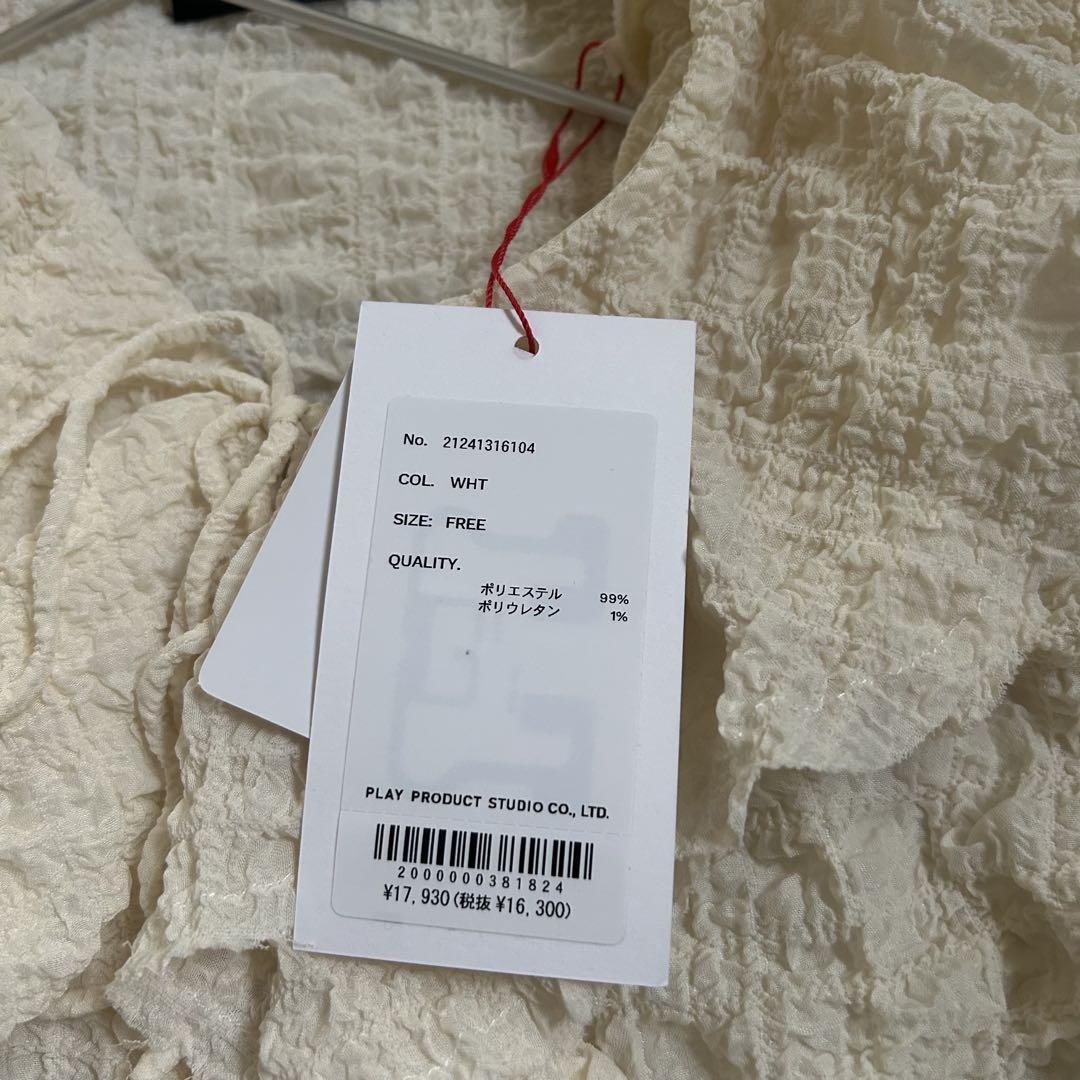 No. 21241316104
COL. WHT
SIZE: FREE
QUALITY.
ポリエステル 99%
ポリウレタン 1%
PLAY PRODUCT STUDIO CO., LTD.
2000000381824
¥17,930(税抜¥16,300)